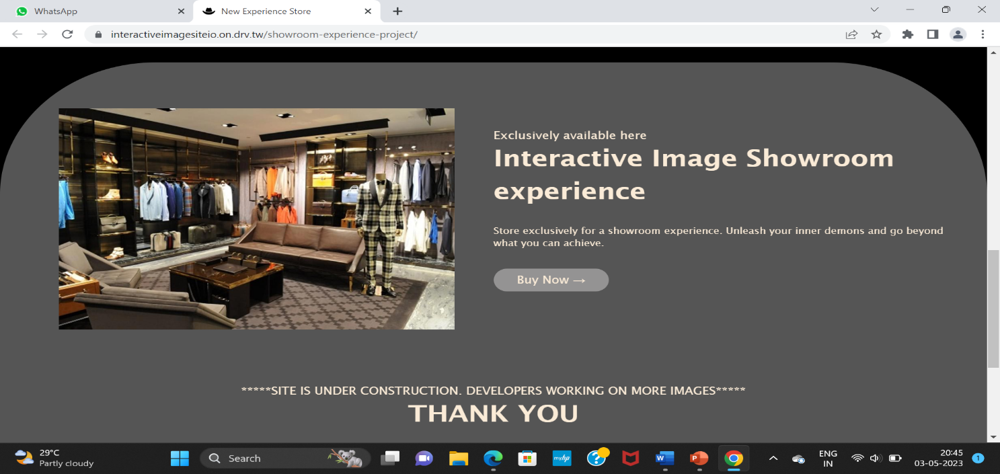 WhatsApp
New Experience Store
interactiveimagesiteio.on.drv.tw/showroom-experience-project/
Exclusively available here
Interactive Image Showroom
experience
Store exclusively for a showroom experience. Unleash your inner demons and go beyond
what you can achieve.
Buy Now →
*****SITE IS UNDER CONSTRUCTION. DEVELOPERS WORKING ON MORE IMAGES*****
THANK YOU
29°C
Partly cloudy
Search
myhp
W
P
ENG
IN
20:45
03-05-2023
1